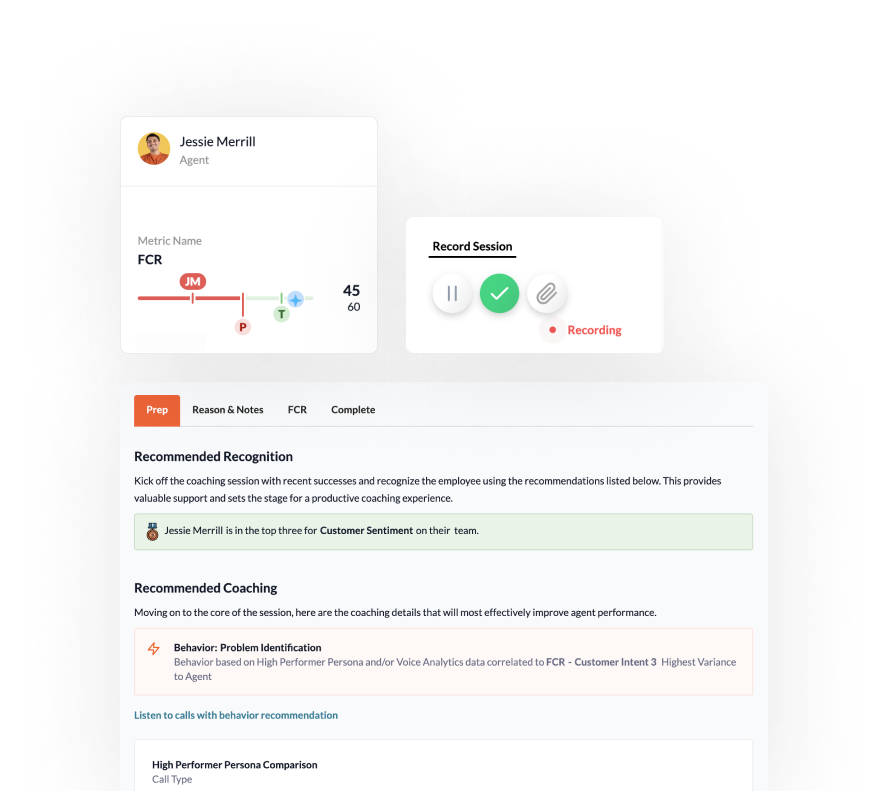 Jessie Merrill
Agent
Metric Name
FCR
JM
P
T
45
60
Record Session
Recording
Prep
Reason & Notes
FCR
Complete
Recommended Recognition
Kick off the coaching session with recent successes and recognize the employee using the recommendations listed below. This provides
valuable support and sets the stage for a productive coaching experience.
Jessie Merrill is in the top three for Customer Sentiment on their team.
Recommended Coaching
Moving on to the core of the session, here are the coaching details that will most effectively improve agent performance.
Behavior: Problem Identification
Behavior based on High Performer Persona and/or Voice Analytics data correlated to FCR - Customer Intent 3 Highest Variance
to Agent
Listen to calls with behavior recommendation
High Performer Persona Comparison
Call Type